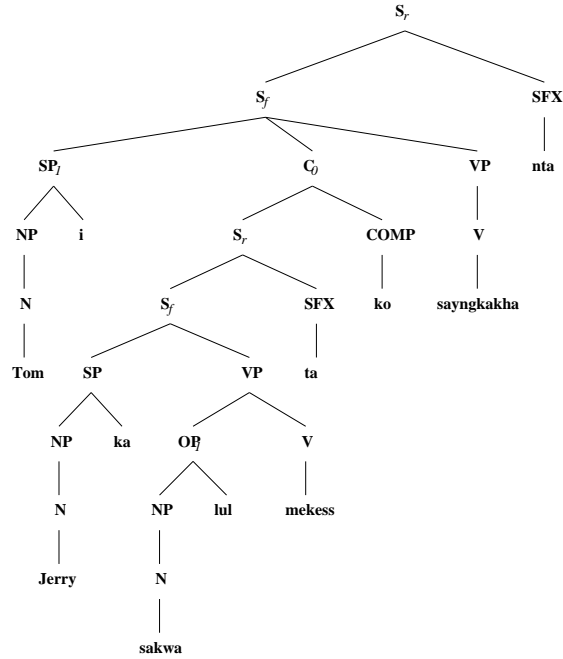 S_r
S_f SFX
SP_1 C_0 VP nta
NP i S_r COMP V
N S_f SFX ko sayngkakha
Tom SP VP ta
NP ka OP_1 V
N NP lul mekess
Jerry N
sakwa